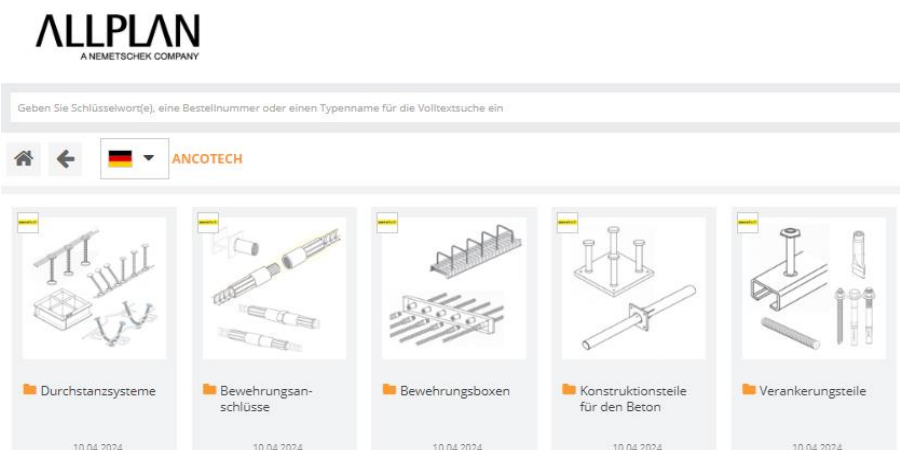 ALLPLAN
A NEMETSCHEK COMPANY
Geben Sie Schlüsselwort(e), eine Bestellnummer oder einen Typenname für die Volltextsuche ein
ANCOTECH
Durchstanzsysteme
Bewehrungsan-
schlüsse
Bewehrungsboxen
Konstruktionsteile
für den Beton
Verankerungsteile
10.04.2024
10.04.2024
10.04.2024
10.04.2024
10.04.2024